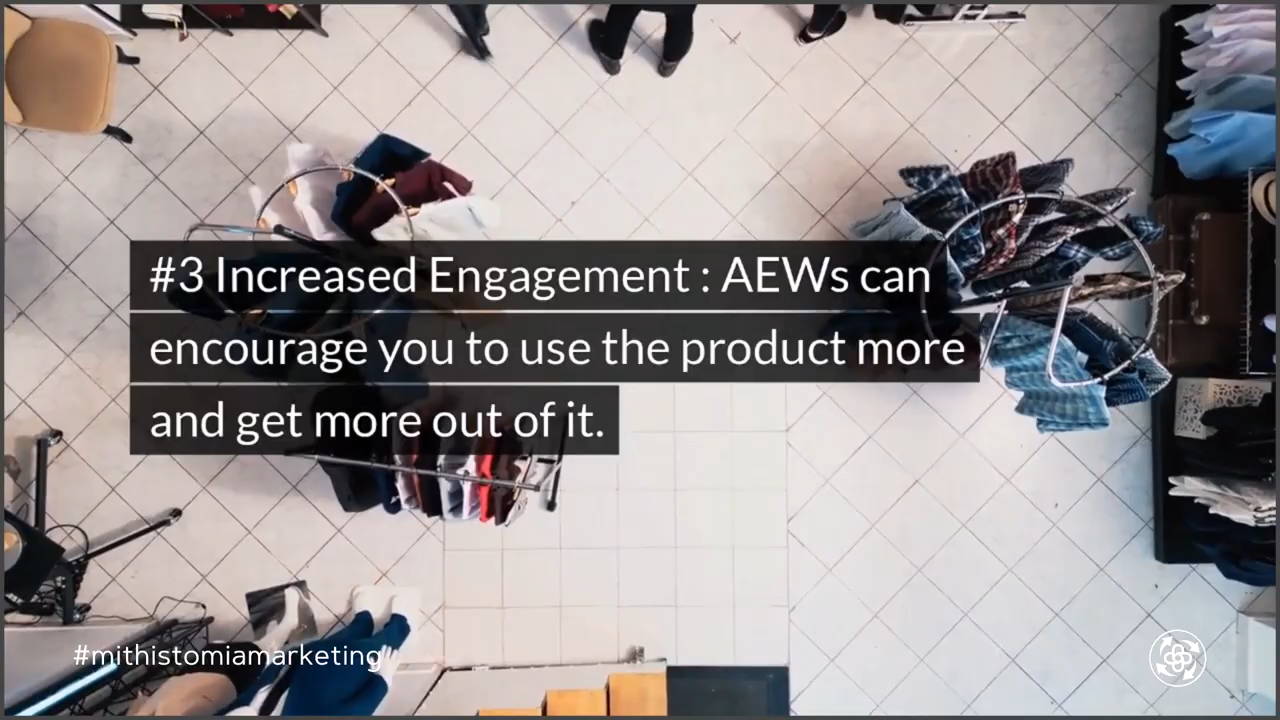 #3 Increased Engagement : AEWs can
encourage you to use the product more
and get more out of it.
#mithistomiamarketing